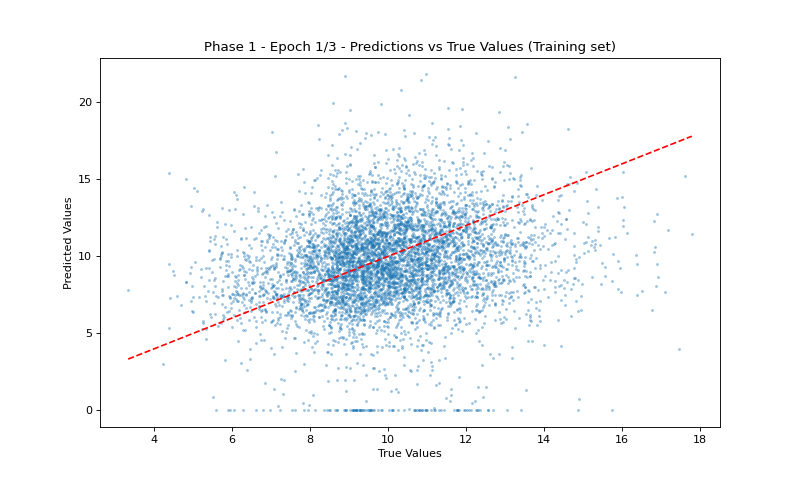 Phase 1 - Epoch 1/3 - Predictions vs True Values (Training set)
Predicted Values
20
15
10
5
0
4 6 8 10 12 14 16 18
True Values